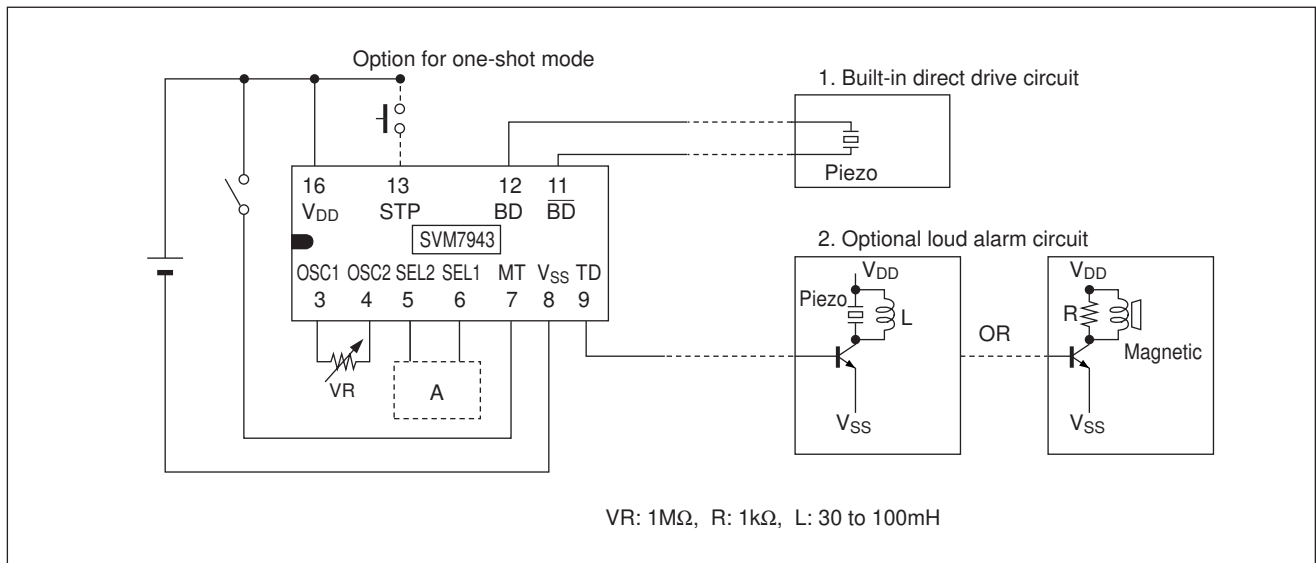 Option for one-shot mode
1. Built-in direct drive circuit
Piezo
16 13 12 11
VDD STP BD BD
SVM7943
OSC1 OSC2 SEL2 SEL1 MT VSS TD
3 4 5 6 7 8 9
VR
A
2. Optional loud alarm circuit
VDD
Piezo
L
VSS
OR
VDD
R
Magnetic
VSS
VR: 1MΩ, R: 1kΩ, L: 30 to 100mH